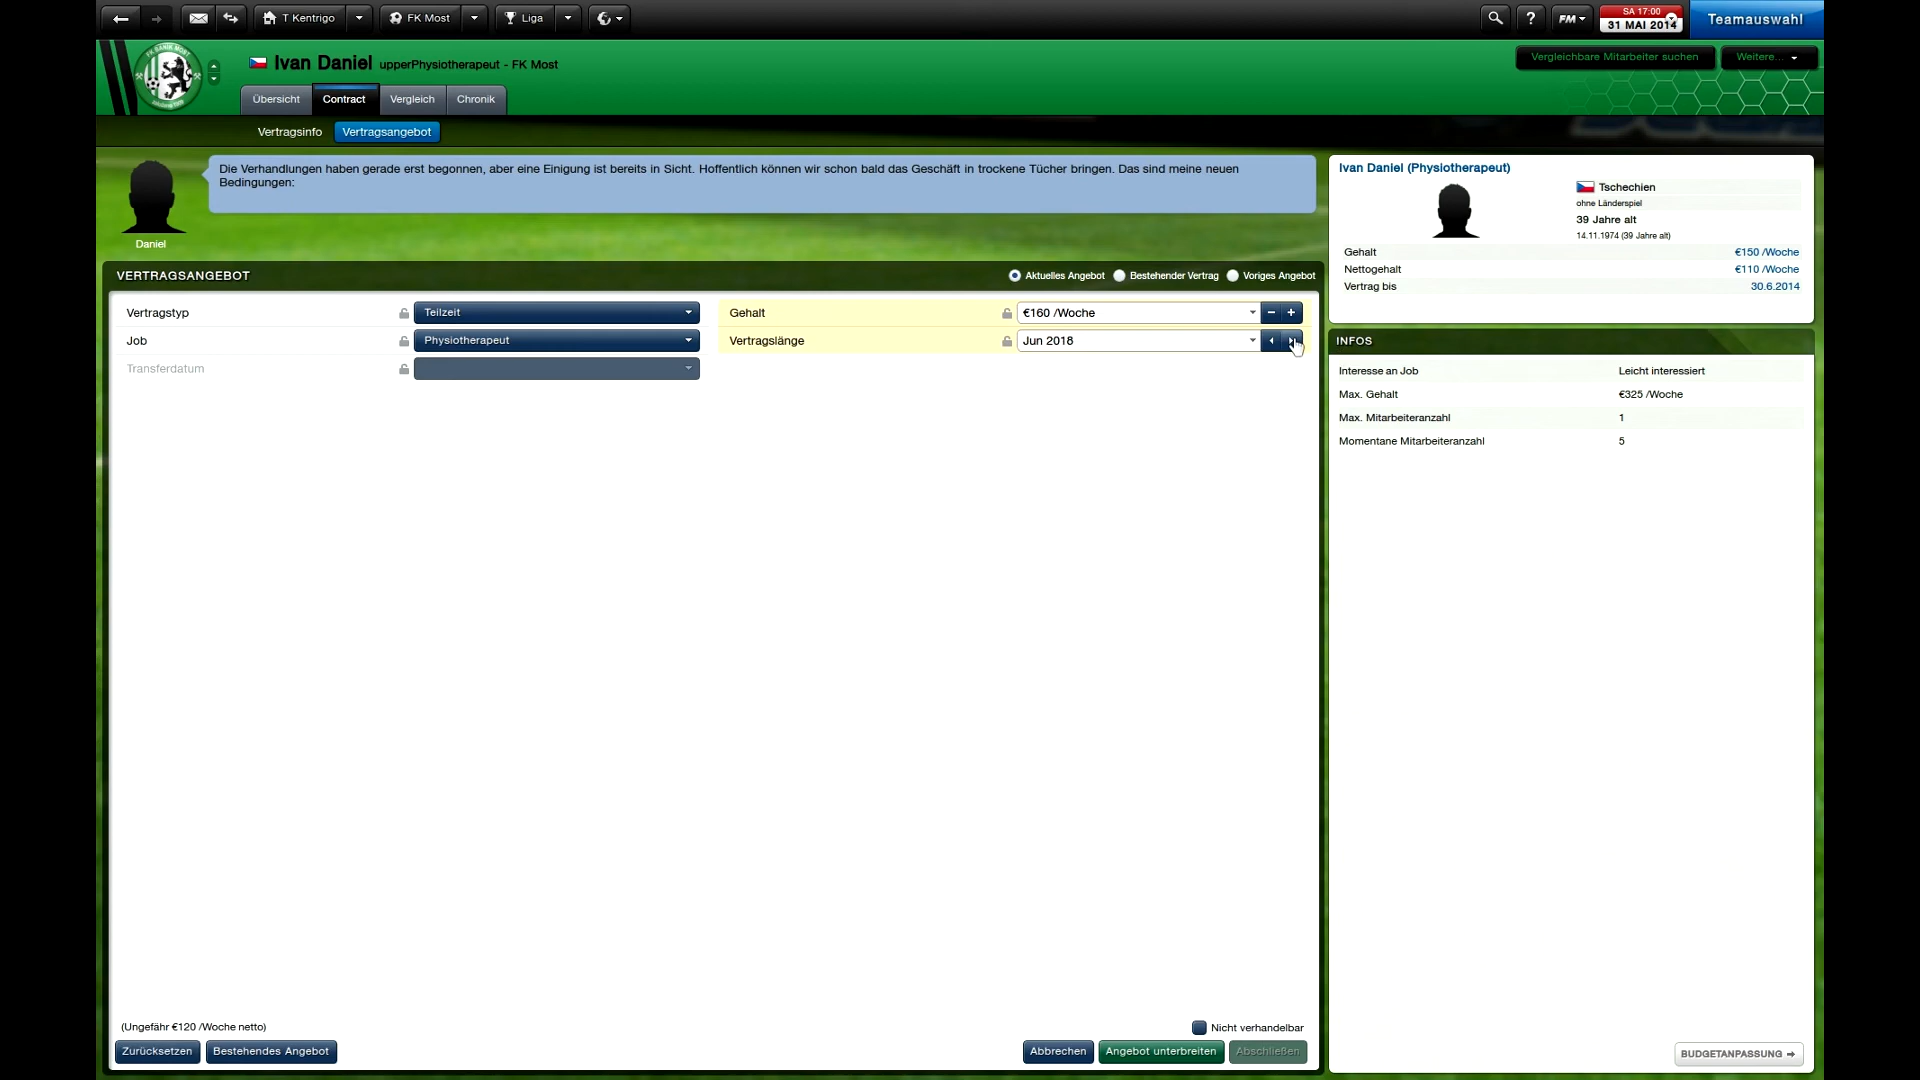 T Kentrigo
FK Most
Liga
?
FM
SA 17:00
31 MAI 2014
Teamauswahl
Ivan Daniel upperPhysiotherapeut - FK Most
Vergleichbare Mitarbeiter suchen
Weitere...
Übersicht
Contract
Vergleich
Chronik
Vertragsinfo
Vertragsangebot
Die Verhandlungen haben gerade erst begonnen, aber eine Einigung ist bereits in Sicht. Hoffentlich können wir schon bald das Geschäft in trockene Tücher bringen. Das sind meine neuen
Bedingungen:
Daniel
VERTRAGSANGEBOT
Aktuelles Angebot
Bestehender Vertrag
Voriges Angebot
Vertragstyp
Teilzeit
Gehalt
€160 /Woche
Job
Physiotherapeut
Vertragslänge
Jun 2018
Transferdatum
(Ungefähr €120 /Woche netto)
Nicht verhandelbar
Zurücksetzen
Bestehendes Angebot
Abbrechen
Angebot unterbreiten
Abschließen
Ivan Daniel (Physiotherapeut)
Tschechien
ohne Länderspiel
39 Jahre alt
14.11.1974 (39 Jahre alt)
Gehalt €150 /Woche
Nettogehalt €110 /Woche
Vertrag bis 30.6.2014
INFOS
Interesse an Job Leicht interessiert
Max. Gehalt €325 /Woche
Max. Mitarbeiteranzahl 1
Momentane Mitarbeiteranzahl 5
BUDGETANPASSUNG